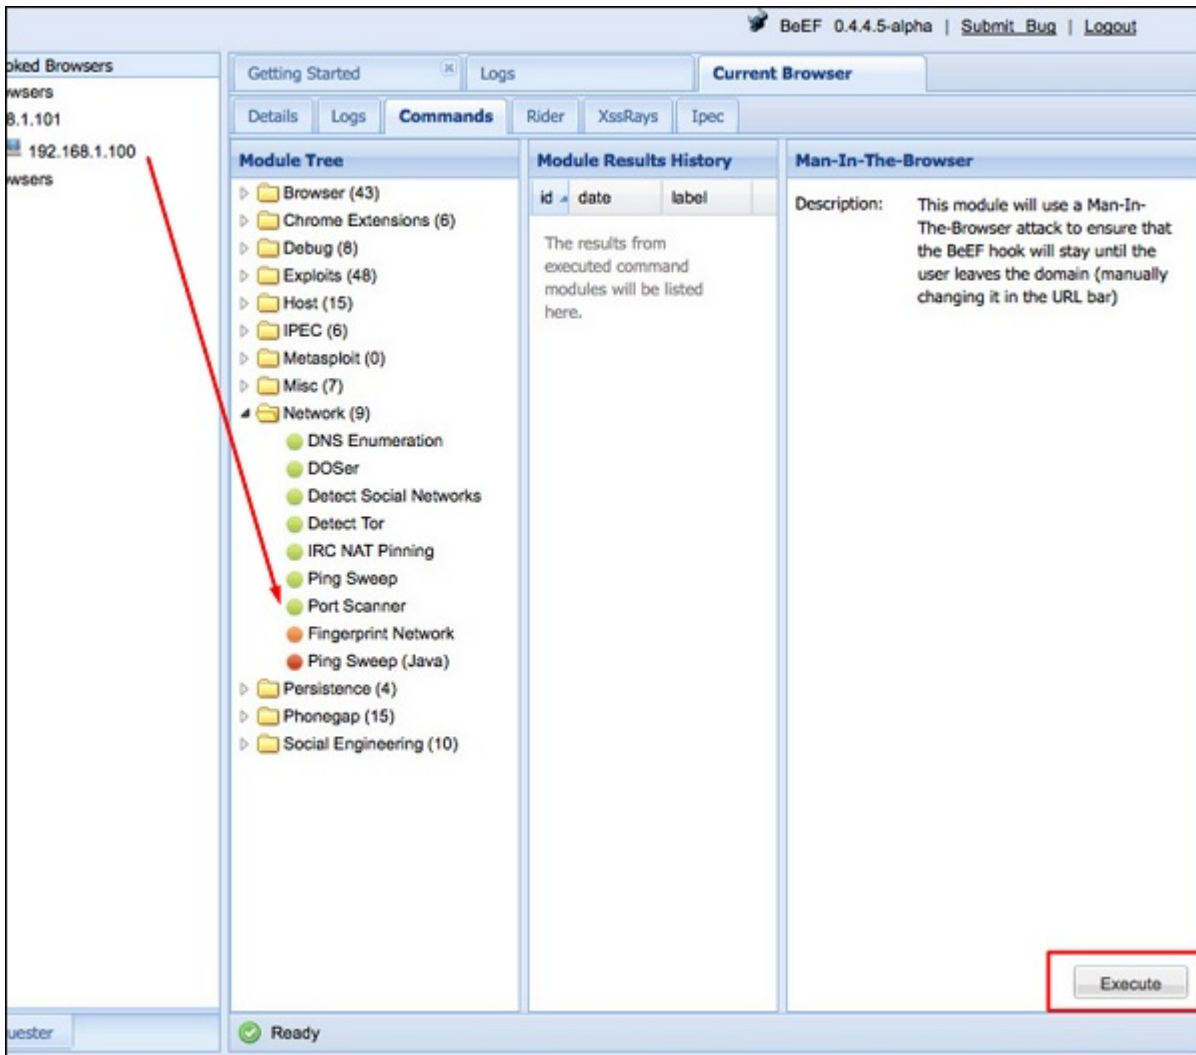 BeEF 0.4.4.5-alpha | Submit Bug | Logout
oked Browsers
wsers
8.1.101
192.168.1.100
wsers
Getting Started
Logs
Current Browser
Details
Logs
Commands
Rider
XssRays
Ipec
Module Tree
Browser (43)
Chrome Extensions (6)
Debug (8)
Exploits (48)
Host (15)
IPEC (6)
Metasploit (0)
Misc (7)
Network (9)
DNS Enumeration
DOSer
Detect Social Networks
Detect Tor
IRC NAT Pinning
Ping Sweep
Port Scanner
Fingerprint Network
Ping Sweep (Java)
Persistence (4)
Phonegap (15)
Social Engineering (10)
Module Results History
id date label
The results from
executed command
modules will be listed
here.
Man-In-The-Browser
Description: This module will use a Man-In-
The-Browser attack to ensure that
the BeEF hook will stay until the
user leaves the domain (manually
changing it in the URL bar)
Execute
uester
Ready